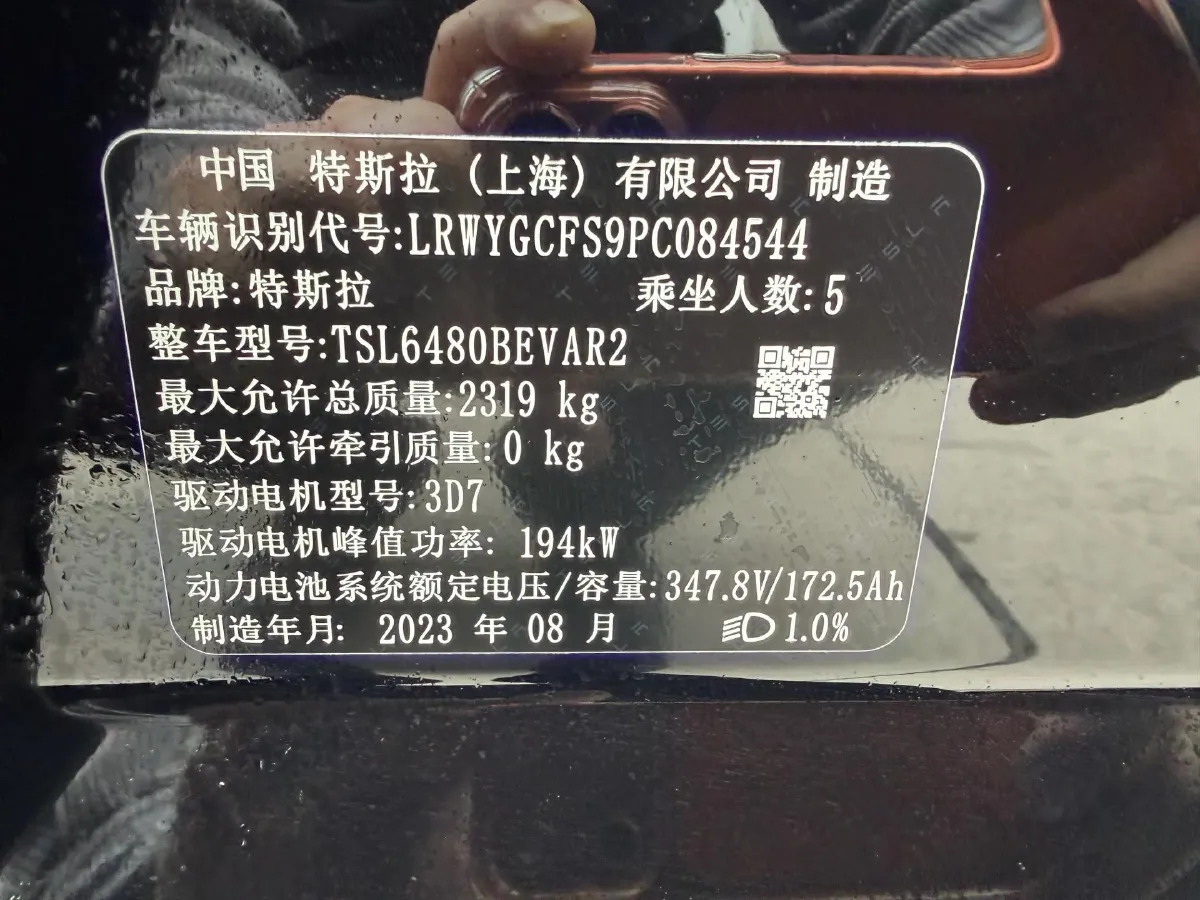 中国 特斯拉（上海）有限公司 制造
车辆识别代号:LRWYGCFS9PC084544
品牌:特斯拉 乘坐人数:5
整车型号:TSL6480BEVAR2
最大允许总质量:2319 kg
最大允许牵引质量:0 kg
驱动电机型号:3D7
驱动电机峰值功率: 194kW
动力电池系统额定电压/容量:347.8V/172.5Ah
制造年月: 2023 年 08 月 1.0%